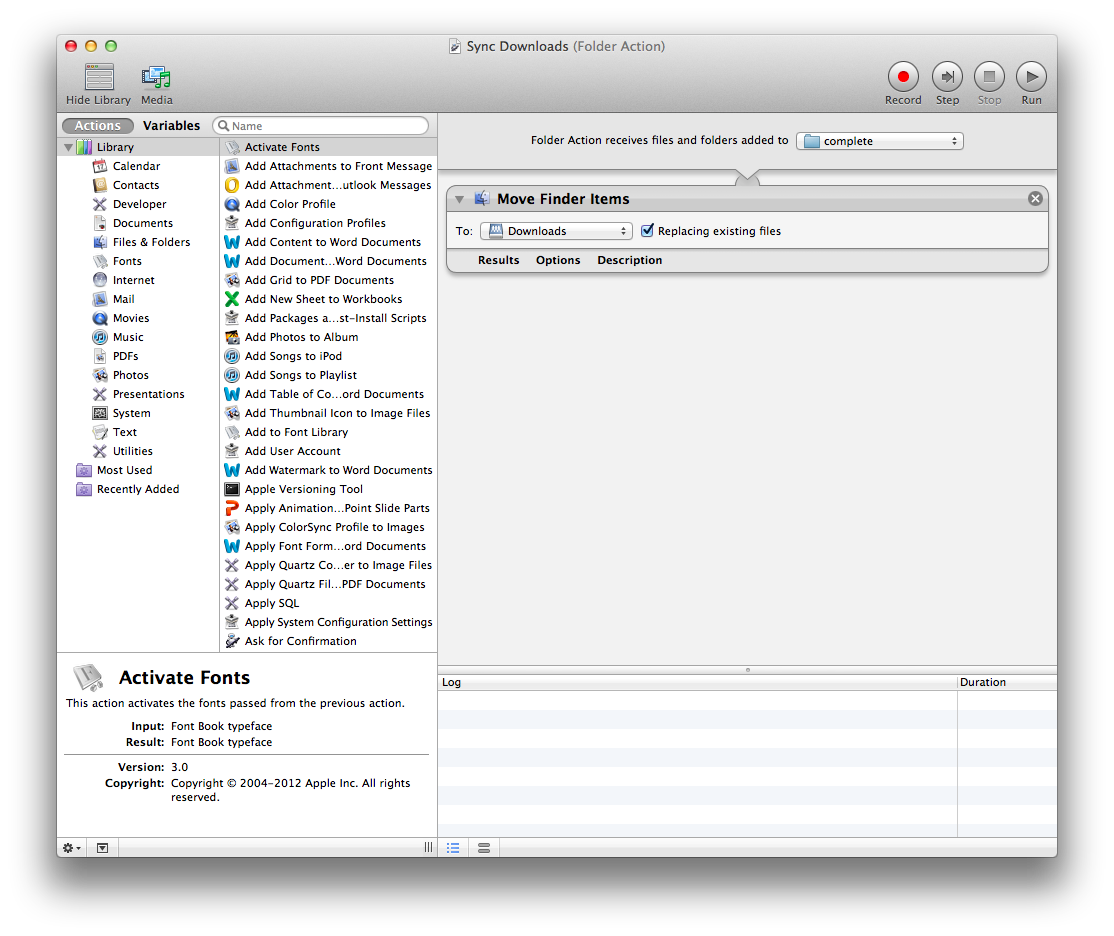 Sync Downloads (Folder Action)
Hide Library
Media
Record
Step
Stop
Run
Actions
Variables
Name
Library
Calendar
Contacts
Developer
Documents
Files & Folders
Fonts
Internet
Mail
Movies
Music
PDFs
Photos
Presentations
System
Text
Utilities
Most Used
Recently Added
Activate Fonts
Add Attachments to Front Message
Add Attachment...utlook Messages
Add Color Profile
Add Configuration Profiles
Add Content to Word Documents
Add Document...Word Documents
Add Grid to PDF Documents
Add New Sheet to Workbooks
Add Packages a...st-Install Scripts
Add Photos to Album
Add Songs to iPod
Add Songs to Playlist
Add Table of Co...ord Documents
Add Thumbnail Icon to Image Files
Add to Font Library
Add User Account
Add Watermark to Word Documents
Apple Versioning Tool
Apply Animation...Point Slide Parts
Apply ColorSync Profile to Images
Apply Font Form...ord Documents
Apply Quartz Co...er to Image Files
Apply Quartz Fil...PDF Documents
Apply SQL
Apply System Configuration Settings
Ask for Confirmation
Activate Fonts
This action activates the fonts passed from the previous action.
Input: Font Book typeface
Result: Font Book typeface
Version: 3.0
Copyright: Copyright © 2004-2012 Apple Inc. All rights
reserved.
Folder Action receives files and folders added to complete
Move Finder Items
To: Downloads Replacing existing files
Results Options Description
Log Duration